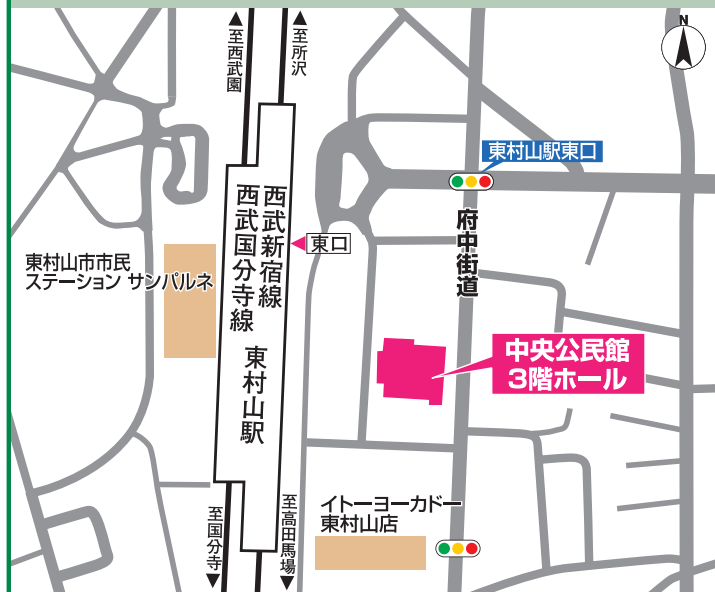 至西武園
至所沢
N
東村山駅東口
府中街道
西武新宿線
西武国分寺線
東村山駅
東口
東村山市市民
ステーション サンパルネ
中央公民館
3階ホール
イトーヨーカドー
東村山店
至国分寺
至高田馬場